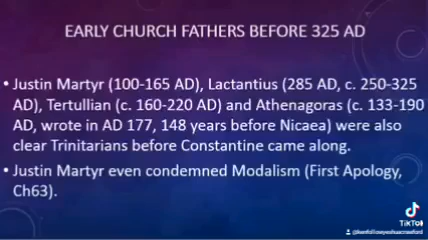 EARLY CHURCH FATHERS BEFORE 325 AD
• Justin Martyr (100-165 AD), Lactantius (285 AD, c. 250-325
AD), Tertullian (c. 160-220 AD) and Athenagoras (c. 133-190
AD, wrote in AD 177, 148 years before Nicaea) were also
clear Trinitarians before Constantine came along.
• Justin Martyr even condemned Modalism (First Apology,
Ch63).
TikTok